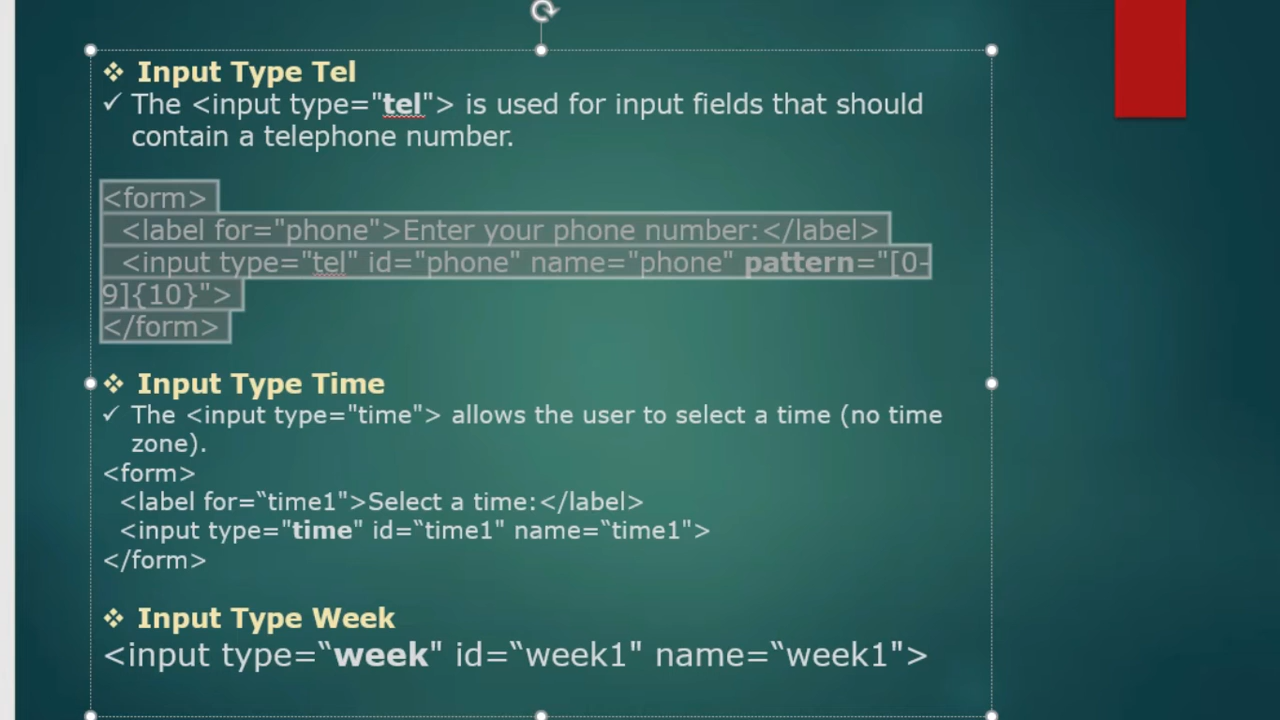 ❖ Input Type Tel
✓ The <input type="tel"> is used for input fields that should
contain a telephone number.
<form>
<label for="phone">Enter your phone number:</label>
<input type="tel" id="phone" name="phone" pattern="[0-
9]{10}">
</form>
❖ Input Type Time
✓ The <input type="time"> allows the user to select a time (no time
zone).
<form>
<label for=“time1">Select a time:</label>
<input type="time" id=“time1" name=“time1">
</form>
❖ Input Type Week
<input type=“week" id=“week1" name=“week1">